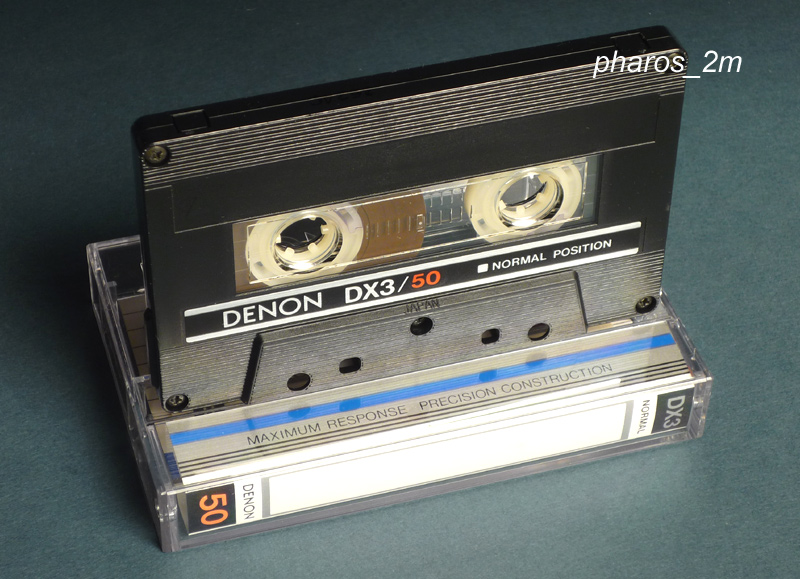 pharos_2m
DENON DX3/50 NORMAL POSITION
JAPAN
MAXIMUM RESPONSE PRECISION CONSTRUCTION
50 DENON NORMAL DX3